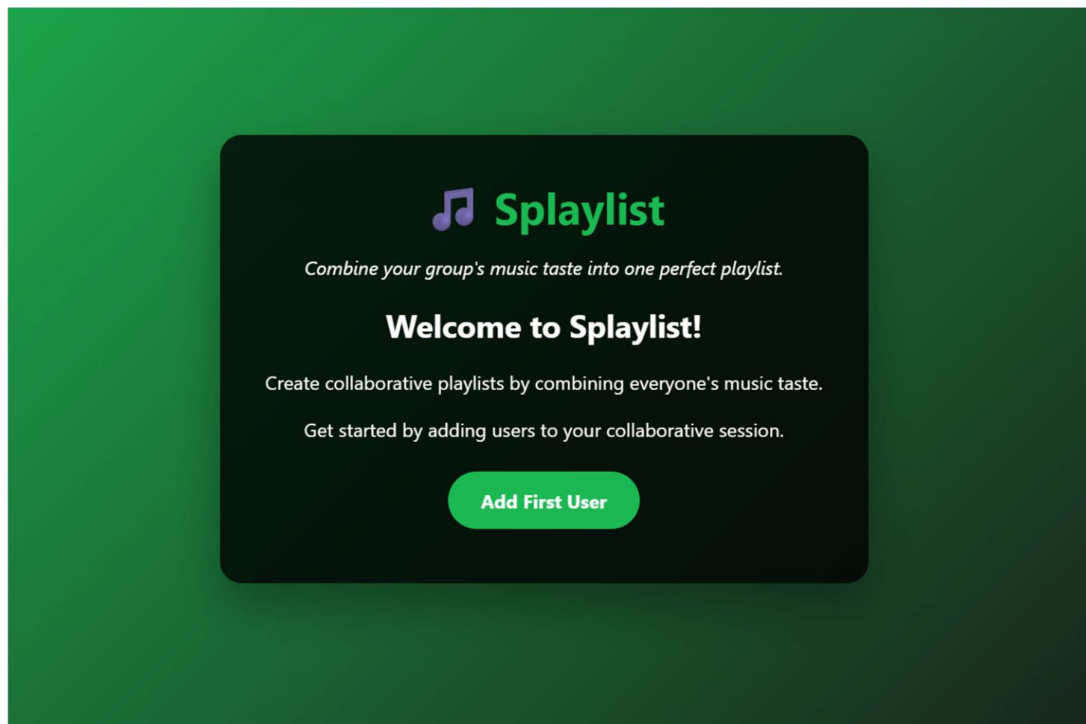 Splaylist
Combine your group's music taste into one perfect playlist.
Welcome to Splaylist!
Create collaborative playlists by combining everyone's music taste.
Get started by adding users to your collaborative session.
Add First User